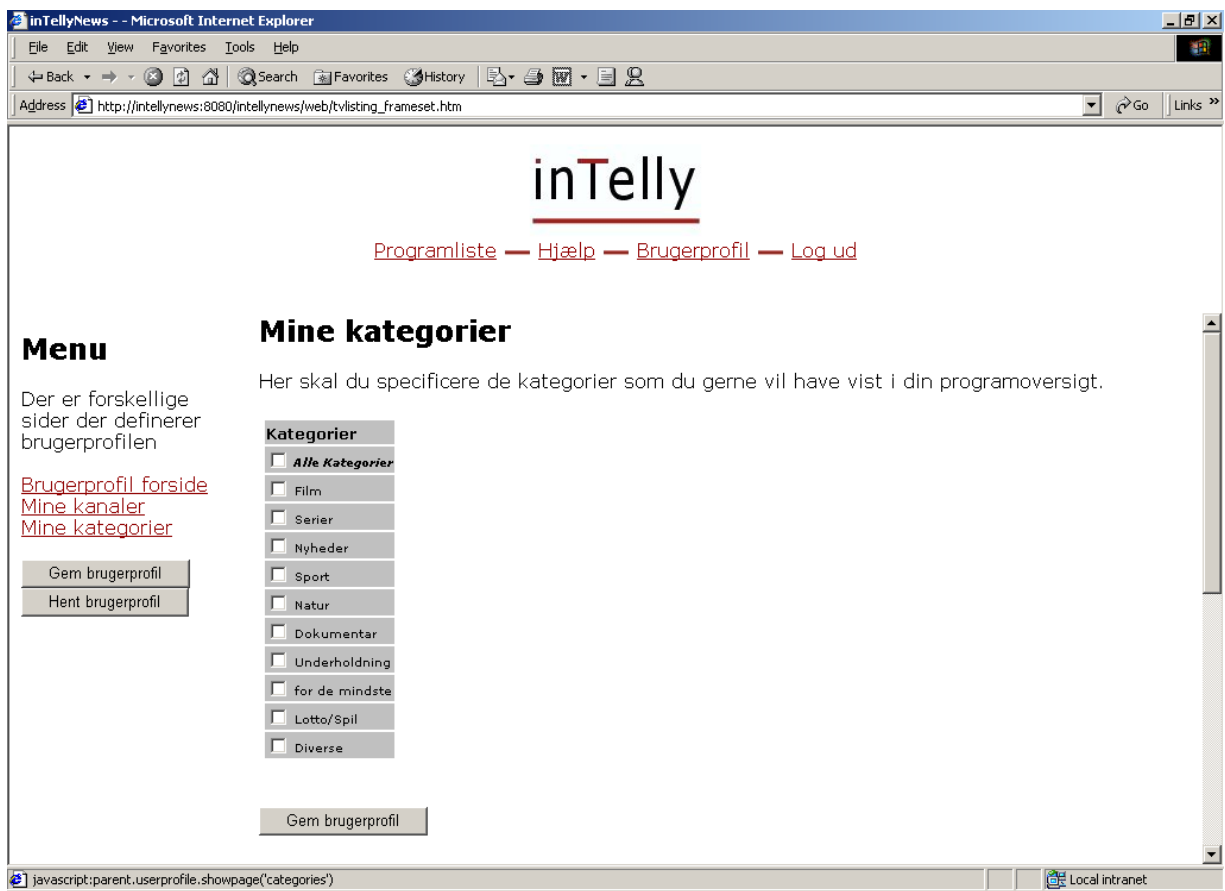 inTellyNews - - Microsoft Internet Explorer
File Edit View Favorites Tools Help
Back Search Favorites History
Address http://intellynews:8080/intellynews/web/tvlisting_frameset.htm Go Links »
inTelly
Programliste — Hjælp — Brugerprofil — Log ud
Menu
Der er forskellige
sider der definerer
brugerprofilen
Brugerprofil forside
Mine kanaler
Mine kategorier
Gem brugerprofil
Hent brugerprofil
Mine kategorier
Her skal du specificere de kategorier som du gerne vil have vist i din programoversigt.
Kategorier
Alle Kategorier
Film
Serier
Nyheder
Sport
Natur
Dokumentar
Underholdning
for de mindste
Lotto/Spil
Diverse
Gem brugerprofil
javascript:parent.userprofile.showpage('categories') Local intranet